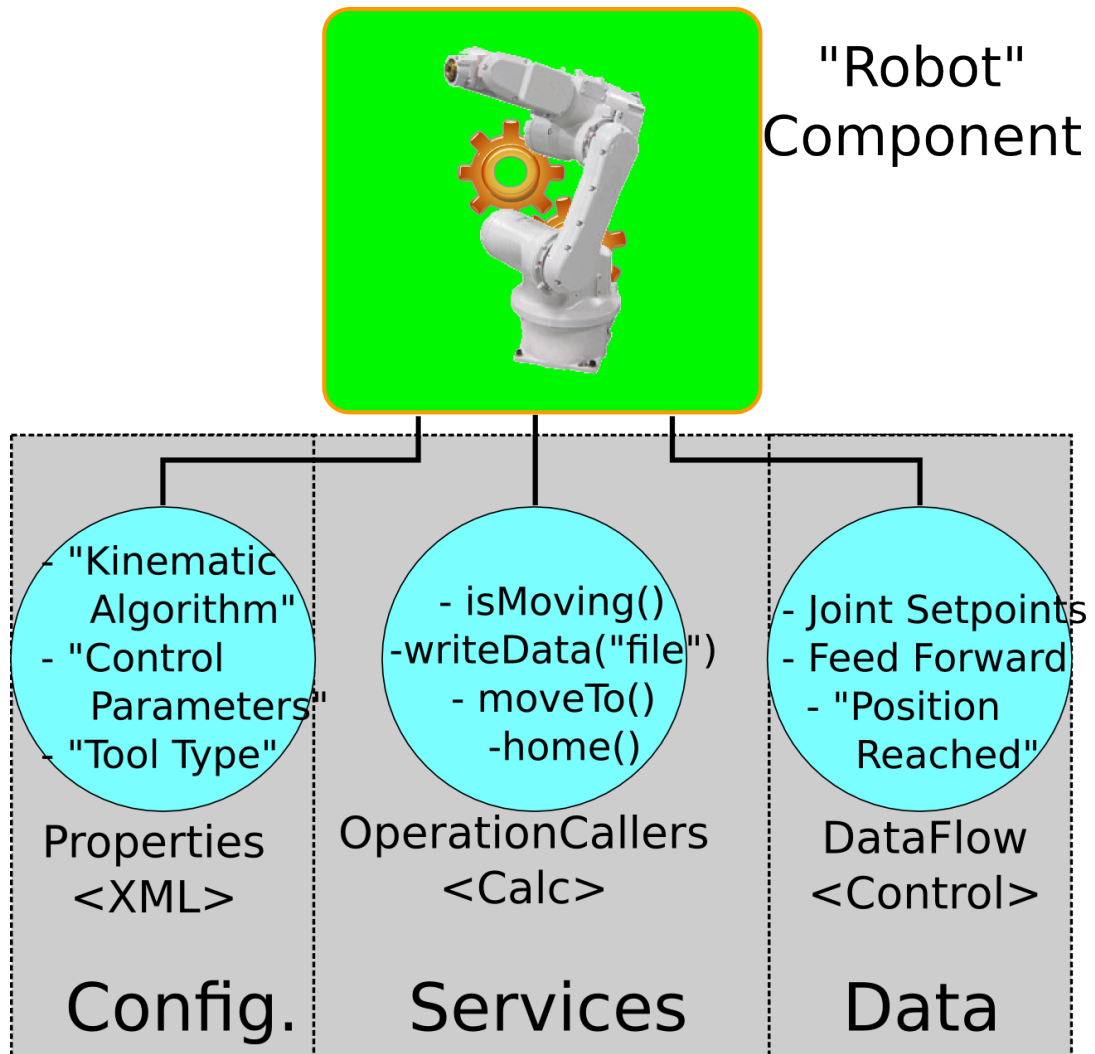 "Robot"
Component
- "Kinematic
Algorithm"
- "Control
Parameters"
- "Tool Type"
Properties
<XML>
Config.
- isMoving()
-writeData("file")
- moveTo()
-home()
OperationCallers
<Calc>
Services
- Joint Setpoints
- Feed Forward
- "Position
Reached"
DataFlow
<Control>
Data